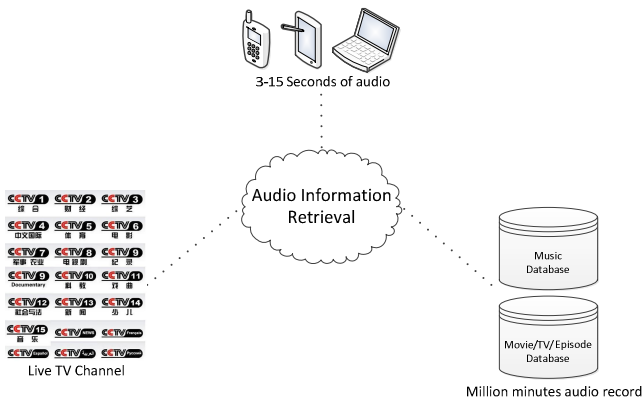 3-15 Seconds of audio
Audio Information
Retrieval
CCTV 1 CCTV 2 CCTV 3
综合 财经 综艺
CCTV 4 CCTV 5 CCTV 6
中文国际 体育 电影
CCTV 7 CCTV 8 CCTV 9
军事 农业 电视剧 纪录
CCTV 9 CCTV 10 CCTV 11
Documentary 科教 戏曲
CCTV 12 CCTV 13 CCTV 14
社会与法 新闻 少儿
CCTV 15 CCTV NEWS CCTV Français
音乐
CCTV Español CCTV العربية CCTV Русский
Live TV Channel
Music
Database
Movie/TV/Episode
Database
Million minutes audio record